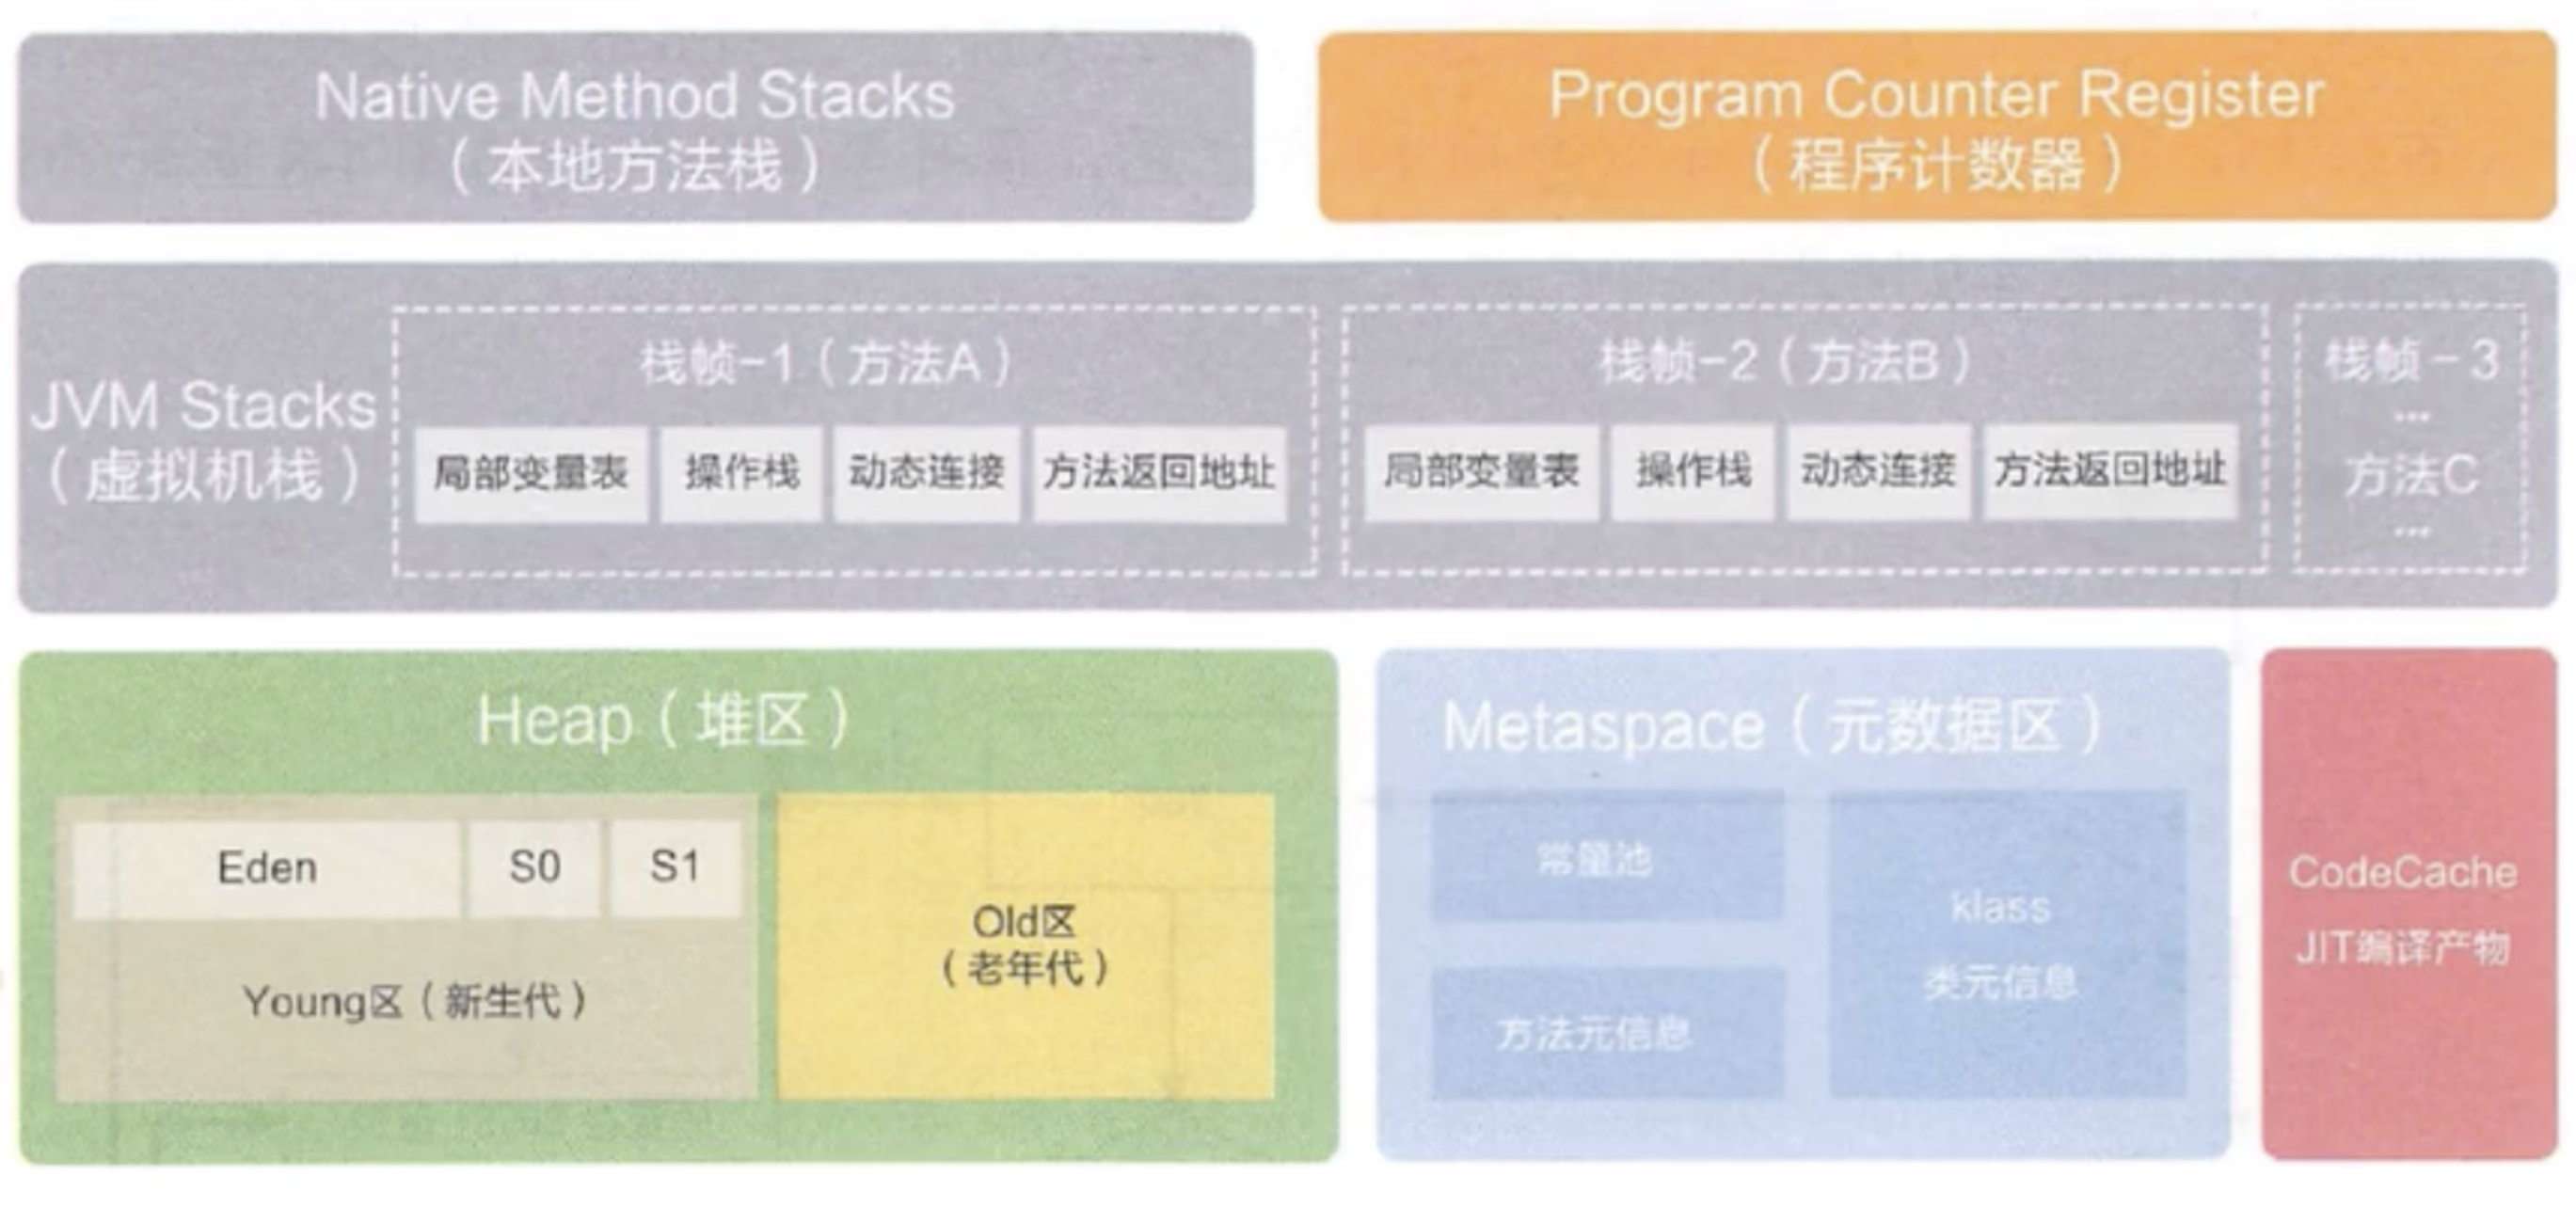 Native Method Stacks
（本地方法栈）
Program Counter Register
（程序计数器）
JVM Stacks
（虚拟机栈）
栈帧-1（方法A）
局部变量表
操作栈
动态连接
方法返回地址
栈帧-2（方法B）
局部变量表
操作栈
动态连接
方法返回地址
栈帧-3
...
方法C
...
Heap（堆区）
Eden
S0
S1
Young区（新生代）
Old区
（老年代）
Metaspace（元数据区）
常量池
方法元信息
klass
类元信息
CodeCache
JIT编译产物